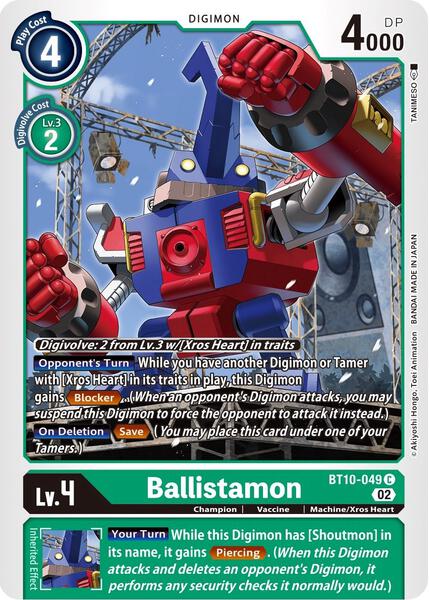 DIGIMON
Play Cost
4
DP
4000
Digivolve Cost
Lv.3
2
TANIMESO
Digivolve: 2 from Lv.3 w/[Xros Heart] in traits
Opponent's Turn While you have another Digimon or Tamer
with [Xros Heart] in its traits in play, this Digimon
gains Blocker. (When an opponent's Digimon attacks, you may
suspend this Digimon to force the opponent to attack it instead.)
On Deletion Save (You may place this card under one of your
Tamers.)
© Akiyoshi Hongo, Toei Animation BANDAI MADE IN JAPAN
Lv.4
Ballistamon
BT10-049 C
02
Champion | Vaccine | Machine/Xros Heart
Inherited Effect
Your Turn While this Digimon has [Shoutmon] in
its name, it gains Piercing. (When this Digimon
attacks and deletes an opponent's Digimon, it
performs any security checks it normally would.)